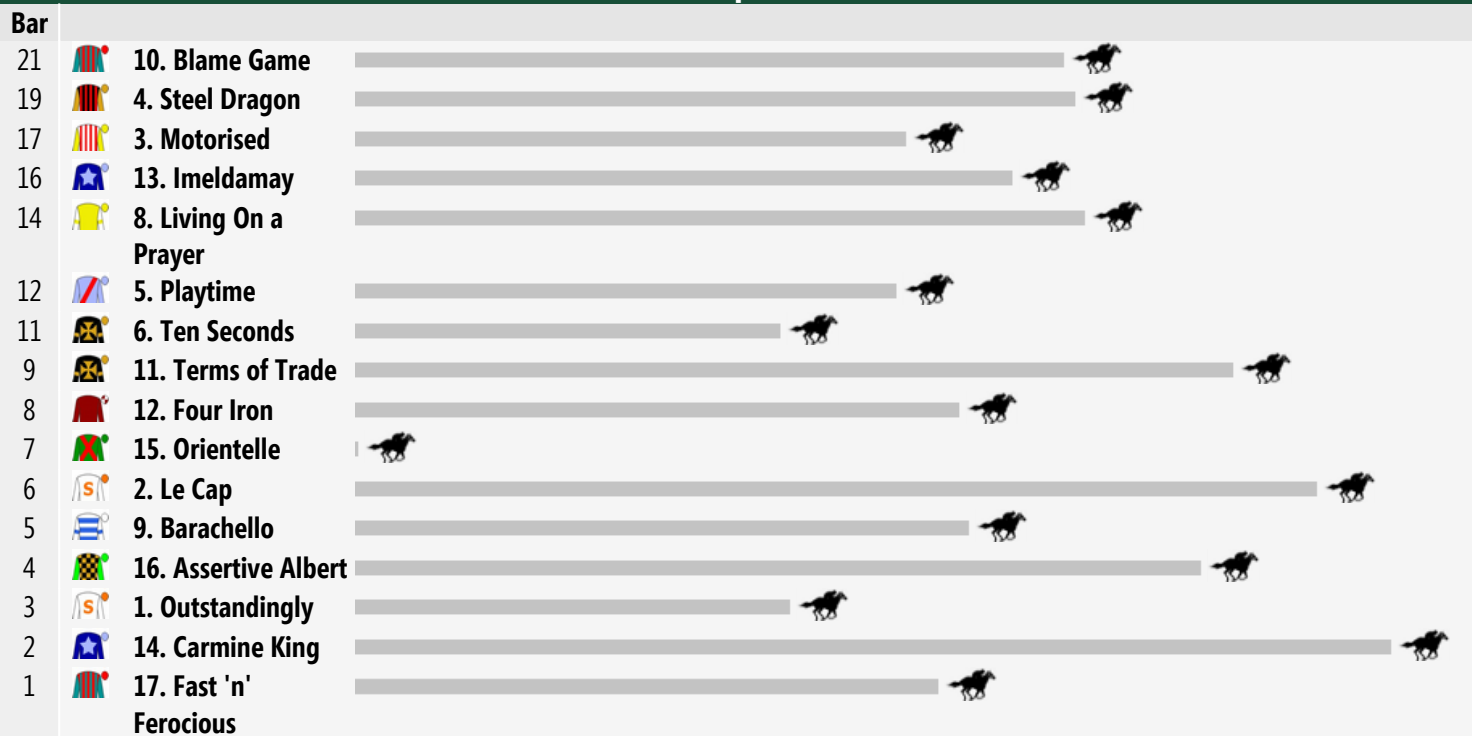 Bar
21 10. Blame Game
19 4. Steel Dragon
17 3. Motorised
16 13. Imeldamay
14 8. Living On a
Prayer
12 5. Playtime
11 6. Ten Seconds
9 11. Terms of Trade
8 12. Four Iron
7 15. Orientelle
6 S 2. Le Cap
5 9. Barachello
4 16. Assertive Albert
3 S 1. Outstandingly
2 14. Carmine King
1 17. Fast 'n'
Ferocious